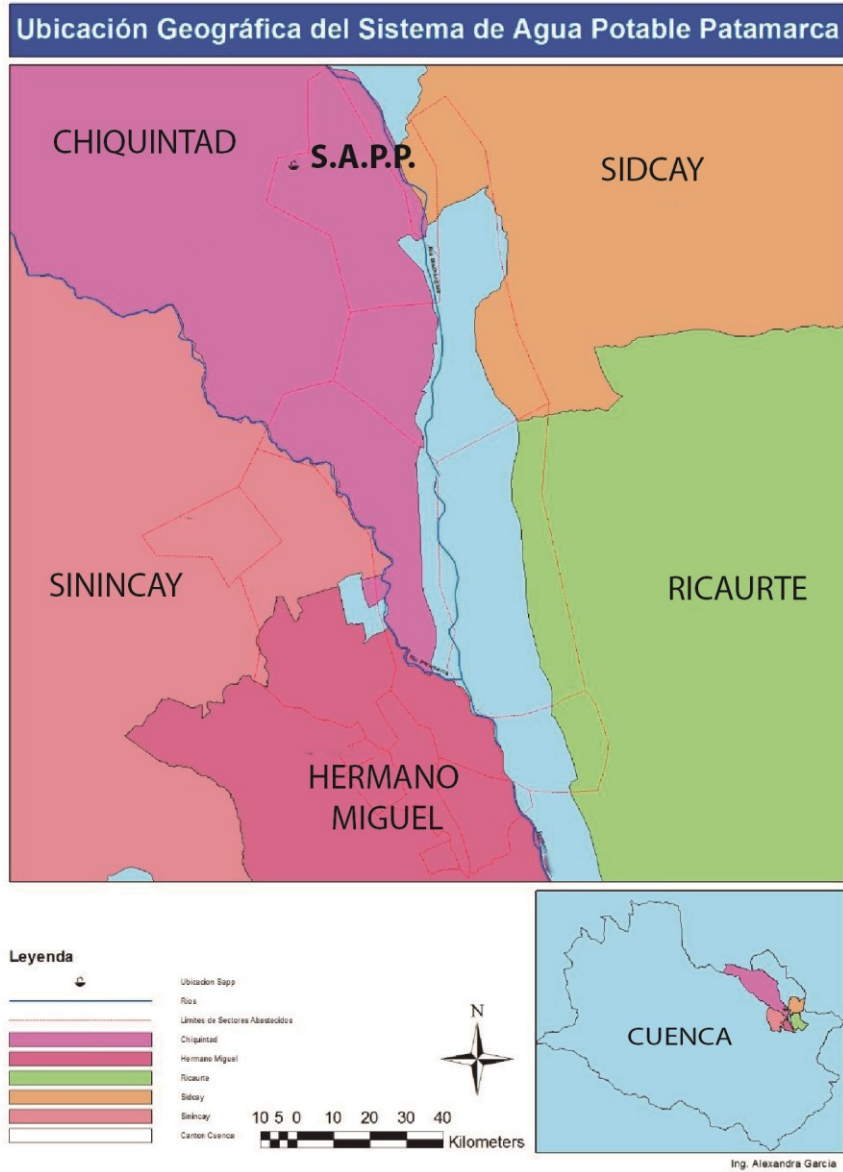 Ubicación Geográfica del Sistema de Agua Potable Patamarca
CHIQUINTAD
S.A.P.P.
SIDCAY
SININCAY
RICAURTE
HERMANO
MIGUEL
Leyenda
Ubicacion Sapp
Rios
Limites de Sectores Abastecidos
Chiquintad
Hermano Miguel
Ricaurte
Sidcay
Sinincay
Canton Cuenca
N
10 5 0 10 20 30 40
Kilometers
CUENCA
Ing. Alexandra Garcia